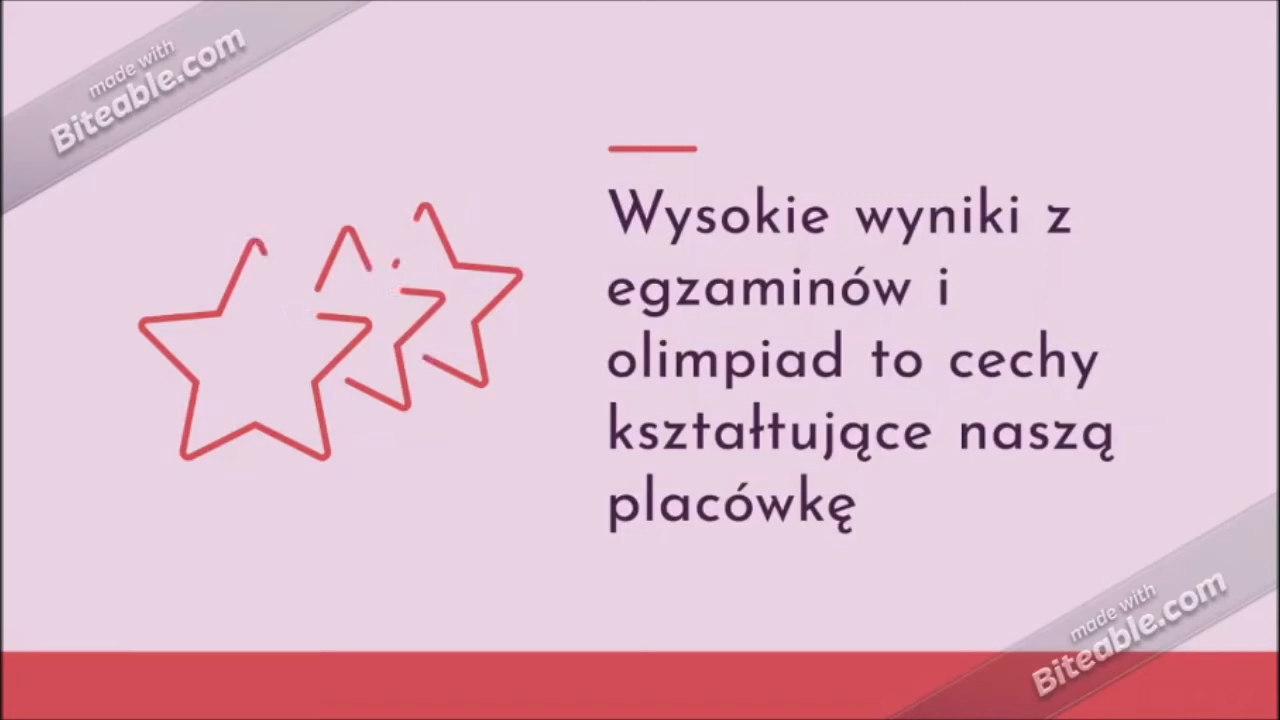 made with
Biteable.com
Wysokie wyniki z
egzaminów i
olimpiad to cechy
kształtujące naszą
placówkę
made with
Biteable.com